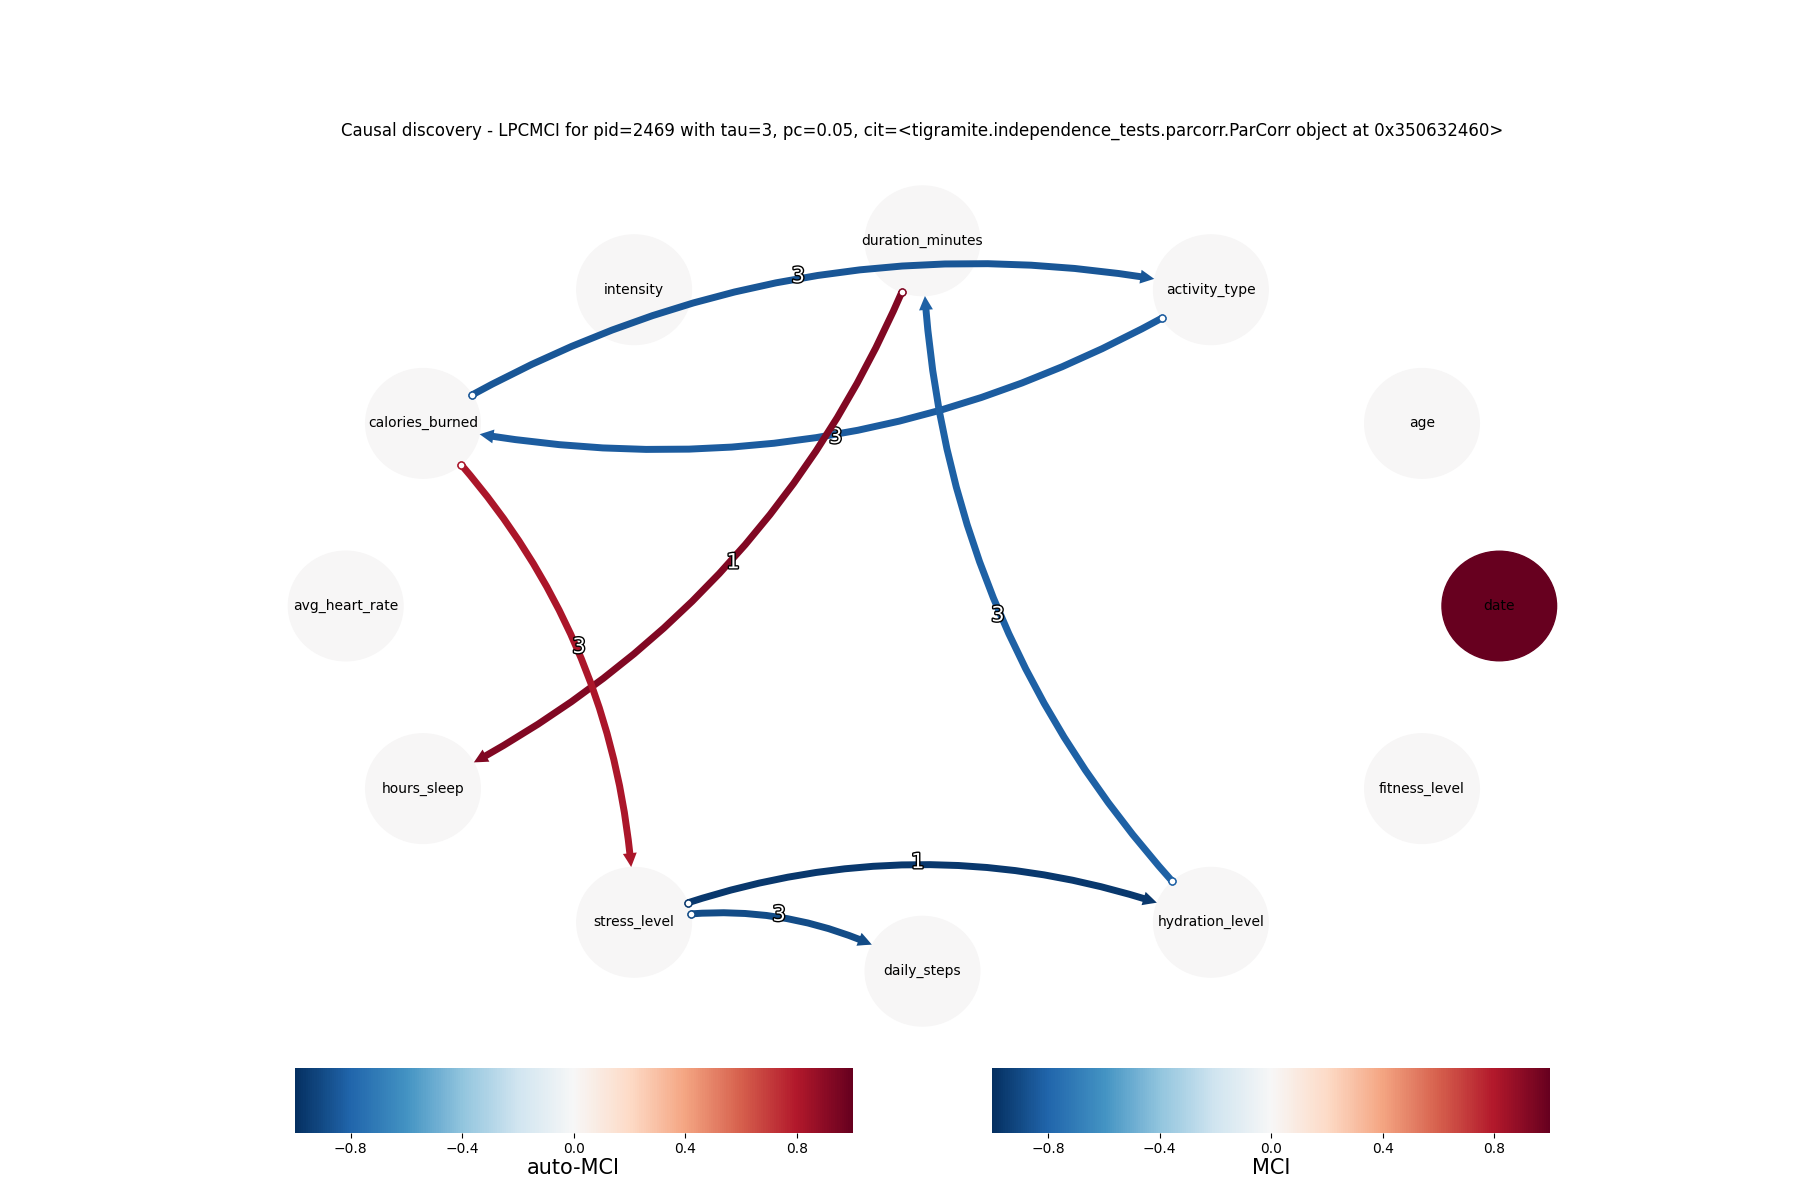 Causal discovery - LPCMCI for pid=2469 with tau=3, pc=0.05, cit=<tigramite.independence_tests.parcorr.ParCorr object at 0x350632460>
duration_minutes
intensity
3
activity_type
calories_burned
3
age
1
avg_heart_rate
date
3
3
hours_sleep
fitness_level
1
stress_level
3
hydration_level
daily_steps
−0.8 −0.4 0.0 0.4 0.8
auto-MCI
−0.8 −0.4 0.0 0.4 0.8
MCI